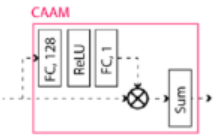 CAAM
FC, 128
ReLU
FC, 1
Sum